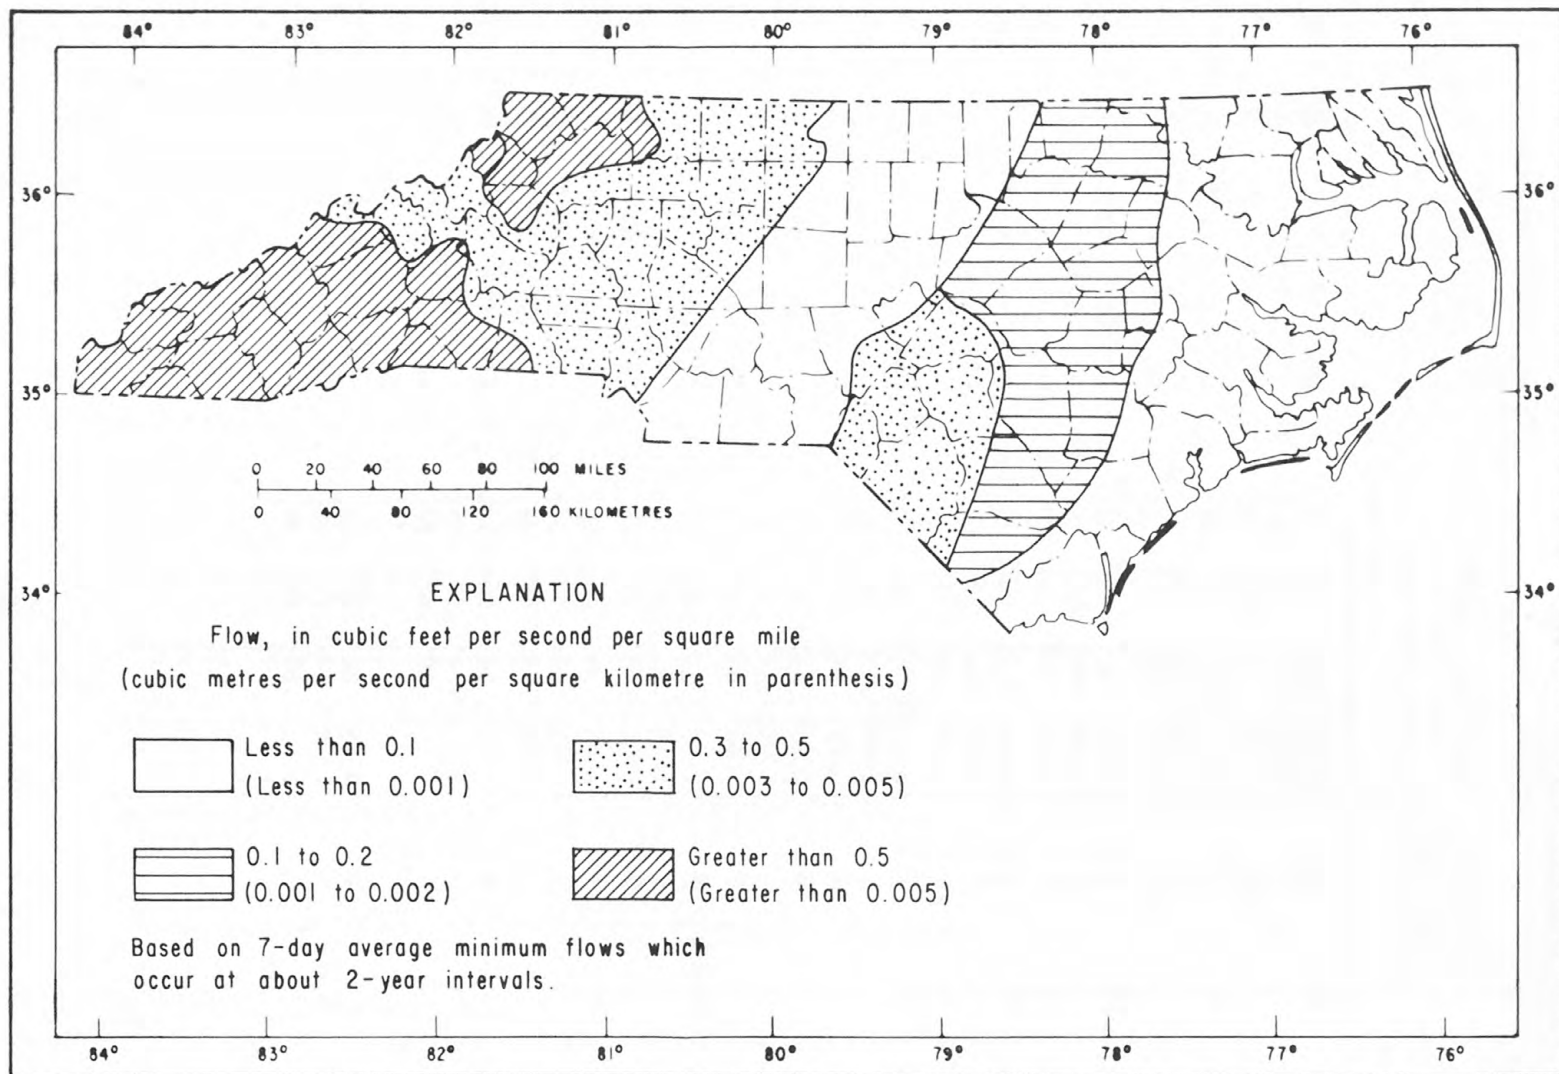 84° 83° 82° 81° 80° 79° 78° 77° 76°
36° 36°
35° 35°
0 20 40 60 80 100 MILES
0 40 80 120 160 KILOMETRES
EXPLANATION
34° 34°
Flow, in cubic feet per second per square mile
(cubic metres per second per square kilometre in parenthesis)
Less than 0.1
(Less than 0.001)
0.3 to 0.5
(0.003 to 0.005)
0.1 to 0.2
(0.001 to 0.002)
Greater than 0.5
(Greater than 0.005)
Based on 7-day average minimum flows which
occur at about 2-year intervals.
84° 83° 82° 81° 80° 79° 78° 77° 76°